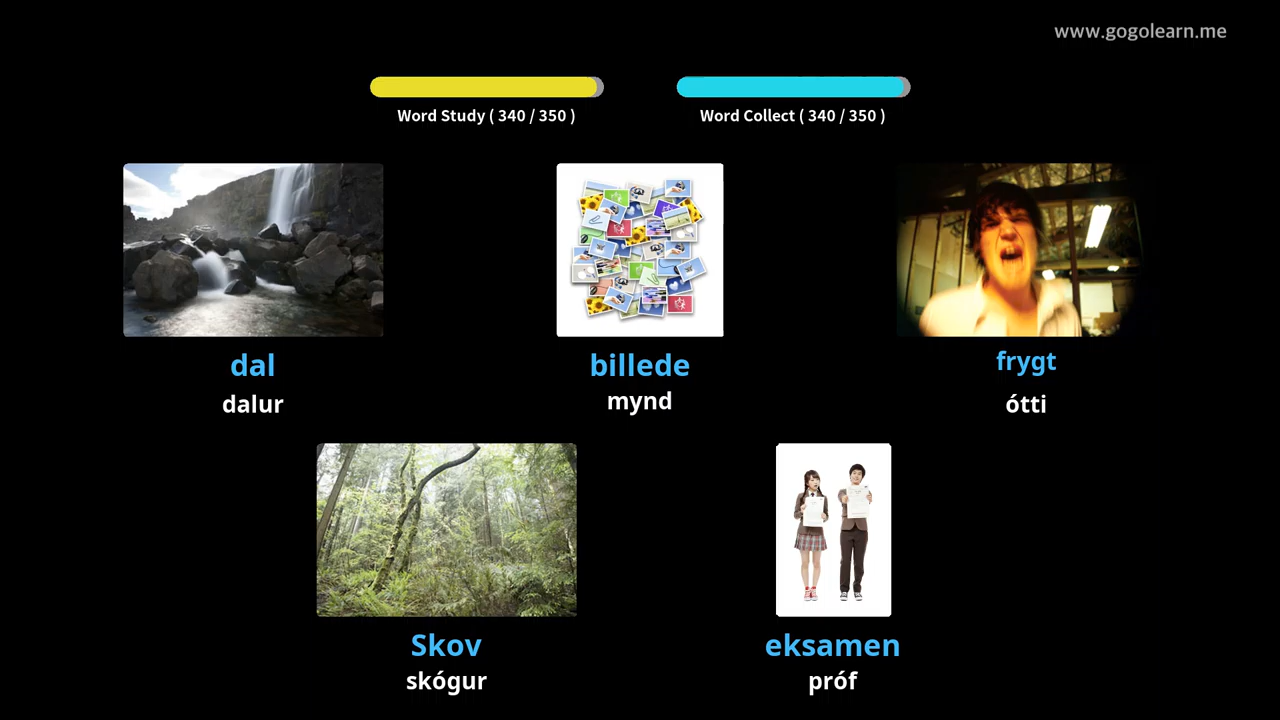 www.gogolearn.me
Word Study ( 340 / 350 )
Word Collect ( 340 / 350 )
dal
dalur
billede
mynd
frygt
ótti
Skov
skógur
eksamen
próf